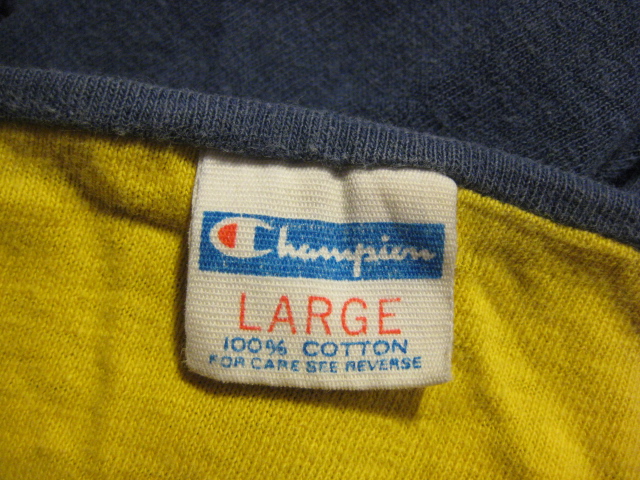 Champion
LARGE
100% COTTON
FOR CARE SEE REVERSE